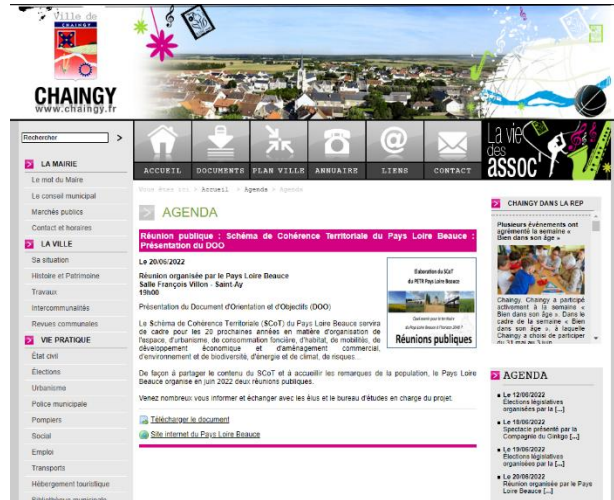 Ville de
CHAINGY
www.chaingy.fr
Rechercher >
LA MAIRIE
Le mot du Maire
Le conseil municipal
Marchés publics
Contact et horaires
LA VILLE
Sa situation
Histoire et Patrimoine
Travaux
Intercommunalités
Revues communales
VIE PRATIQUE
État civil
Élections
Urbanisme
Police municipale
Pompiers
Social
Emploi
Transports
Hébergement touristique
Bibliothèque municipale
ACCUEIL DOCUMENTS PLAN VILLE ANNUAIRE LIENS CONTACT
La vie
des
assoc'
Vous êtes ici > Accueil > Agenda > Agenda
AGENDA
Réunion publique : Schéma de Cohérence Territoriale du Pays Loire Beauce :
Présentation du DOO
Le 20/06/2022
Réunion organisée par le Pays Loire Beauce
Salle François Villon - Saint-Ay
19h00
Présentation du Document d'Orientation et d'Objectifs (DOO)
Le Schéma de Cohérence Territoriale (SCoT) du Pays Loire Beauce servira
de cadre pour les 20 prochaines années en matière d'organisation de
l'espace, d'urbanisme, de consommation foncière, d'habitat, de mobilités, de
développement économique et d'aménagement commercial,
d'environnement et de biodiversité, d'énergie et de climat, de risques...
De façon à partager le contenu du SCoT et à accueillir les remarques de la population, le Pays Loire
Beauce organise en juin 2022 deux réunions publiques.
Venez nombreux vous informer et échanger avec les élus et le bureau d'études en charge du projet.
Télécharger le document
Site internet du Pays Loire Beauce
Elaboration du SCoT
du PETR Pays Loire Beauce
Réunions publiques
CHAINGY DANS LA REP
Plusieurs événements ont
agrémenté la semaine «
Bien dans son âge »
Chaingy. Chaingy a participé
activement à la semaine «
Bien dans son âge ». Dans le
cadre de la semaine « Bien
dans son âge », à laquelle
Chaingy a choisi de participer
du 31 mai au 5 juin
AGENDA
Le 12/06/2022
Élections législatives
organisées par la [...]
Le 18/06/2022
Spectacle présenté par la
Compagnie du Ginkgo [...]
Le 19/06/2022
Élections législatives
organisées par la [...]
Le 20/06/2022
Réunion organisée par le Pays
Loire Beauce [...]